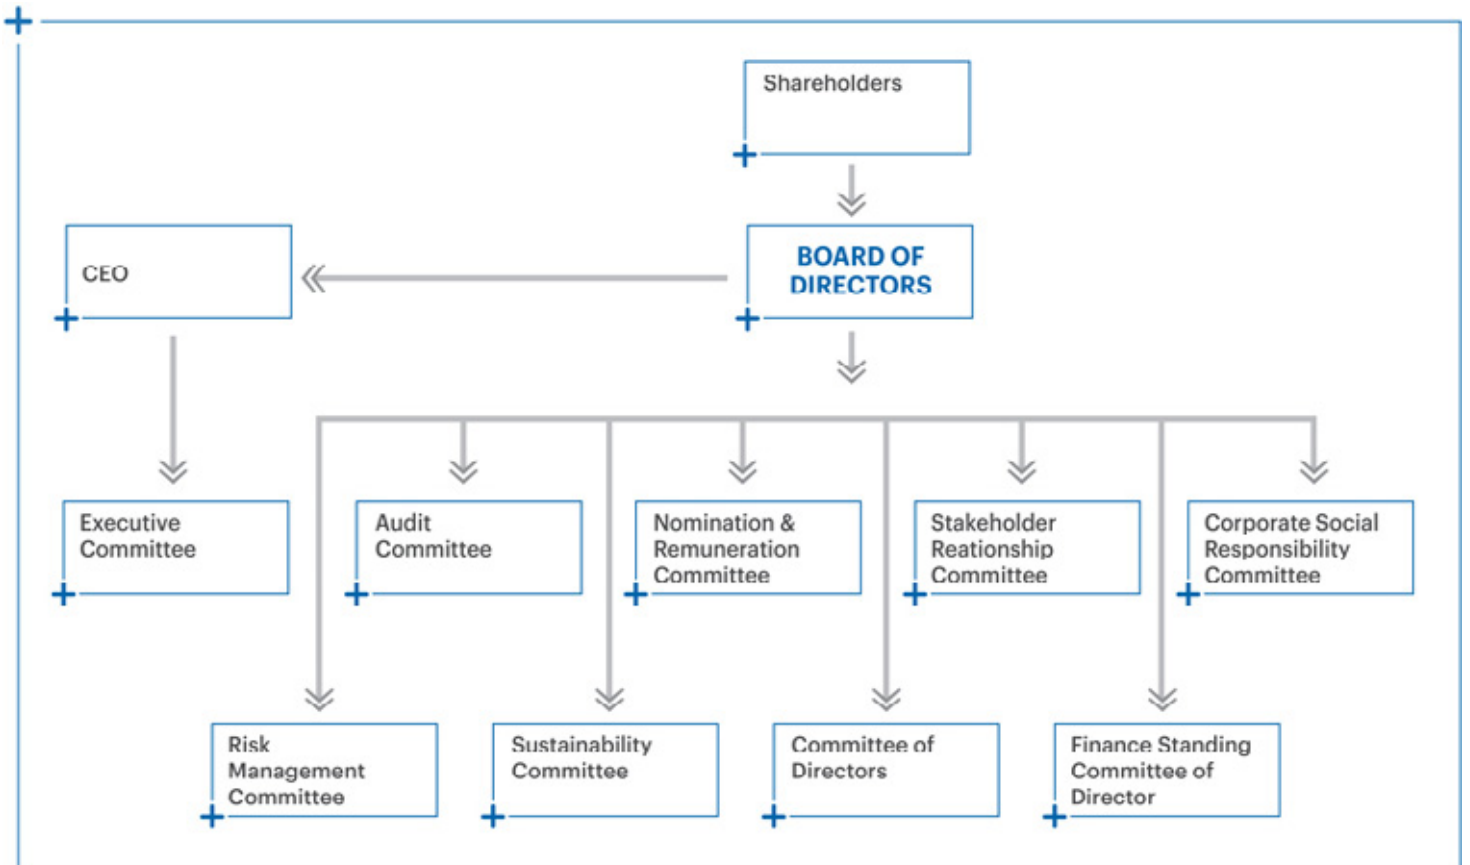 Shareholders
CEO
BOARD OF
DIRECTORS
Executive
Committee
Audit
Committee
Nomination &
Remuneration
Committee
Stakeholder
Reationship
Committee
Corporate Social
Responsibility
Committee
Risk
Management
Committee
Sustainability
Committee
Committee of
Directors
Finance Standing
Committee of
Director